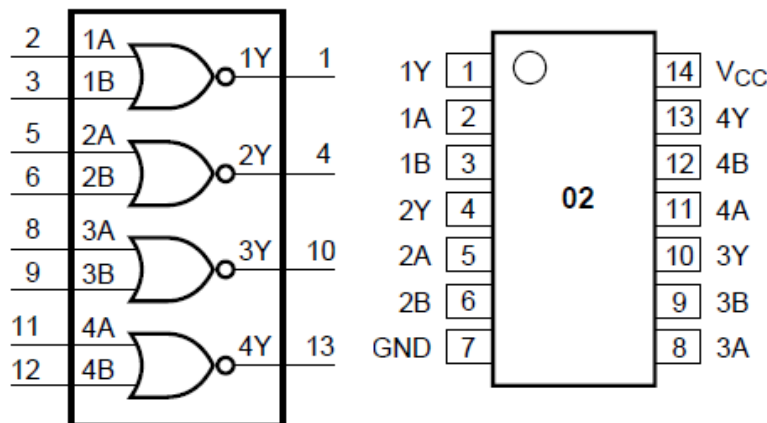 2 1A 1Y 1
3 1B
5 2A 2Y 4
6 2B
8 3A 3Y 10
9 3B
11 4A 4Y 13
12 4B
1Y 1 14 VCC
1A 2 13 4Y
1B 3 12 4B
2Y 4 02 11 4A
2A 5 10 3Y
2B 6 9 3B
GND 7 8 3A